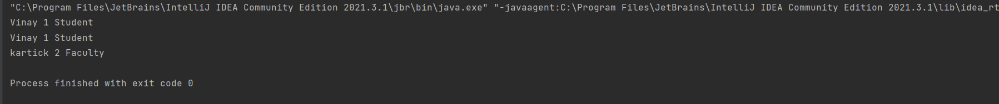 "C:\Program Files\JetBrains\IntelliJ IDEA Community Edition 2021.3.1\jbr\bin\java.exe" "-javaagent:C:\Program Files\JetBrains\IntelliJ IDEA Community Edition 2021.3.1\lib\idea_rt
Vinay 1 Student
Vinay 1 Student
kartick 2 Faculty
Process finished with exit code 0